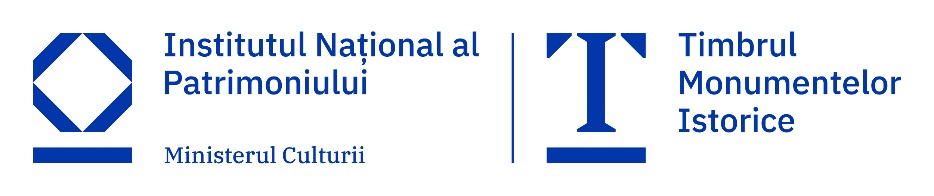 Institutul Național al
Patrimoniului
Ministerul Culturii
T
Timbrul
Monumentelor
Istorice